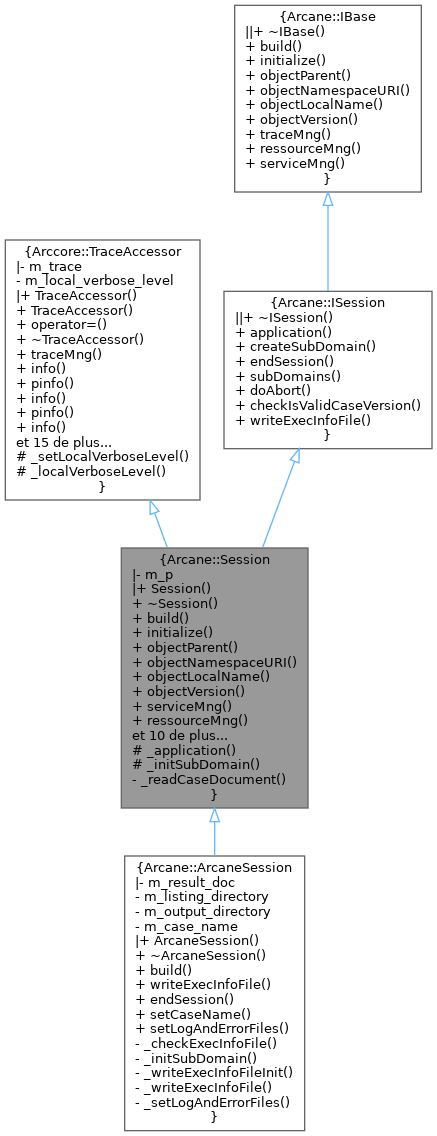 {Arcane::IBase
||+ ~IBase()
+ build()
+ initialize()
+ objectParent()
+ objectNamespaceURI()
+ objectLocalName()
+ objectVersion()
+ traceMng()
+ ressourceMng()
+ serviceMng()
}
{Arccore::TraceAccessor
|- m_trace
- m_local_verbose_level
|+ TraceAccessor()
+ TraceAccessor()
+ operator=()
+ ~TraceAccessor()
+ traceMng()
+ info()
+ pinfo()
+ info()
+ pinfo()
+ info()
et 15 de plus...
# _setLocalVerboseLevel()
# _localVerboseLevel()
}
{Arcane::ISession
||+ ~ISession()
+ application()
+ createSubDomain()
+ endSession()
+ subDomains()
+ doAbort()
+ checkIsValidCaseVersion()
+ writeExecInfoFile()
}
{Arcane::Session
|- m_p
|+ Session()
+ ~Session()
+ build()
+ initialize()
+ objectParent()
+ objectNamespaceURI()
+ objectLocalName()
+ objectVersion()
+ serviceMng()
+ ressourceMng()
et 10 de plus...
# _application()
# _initSubDomain()
- _readCaseDocument()
}
{Arcane::ArcaneSession
|- m_result_doc
- m_listing_directory
- m_output_directory
- m_case_name
|+ ArcaneSession()
+ ~ArcaneSession()
+ build()
+ writeExecInfoFile()
+ endSession()
+ setCaseName()
+ setLogAndErrorFiles()
- _checkExecInfoFile()
- _initSubDomain()
- _writeExecInfoFileInit()
- _writeExecInfoFile()
- _setLogAndErrorFiles()
}